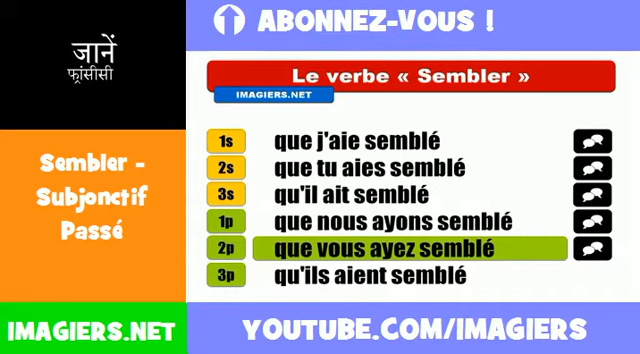 जानें
फ्रांसीसी
ABONNEZ-VOUS !
Le verbe « Sembler »
IMAGIERS.NET
Sembler -
Subjonctif
Passé
1s que j'aie semblé
2s que tu aies semblé
3s qu'il ait semblé
1p que nous ayons semblé
2p que vous ayez semblé
3p qu'ils aient semblé
IMAGIERS.NET
YOUTUBE.COM/IMAGIERS